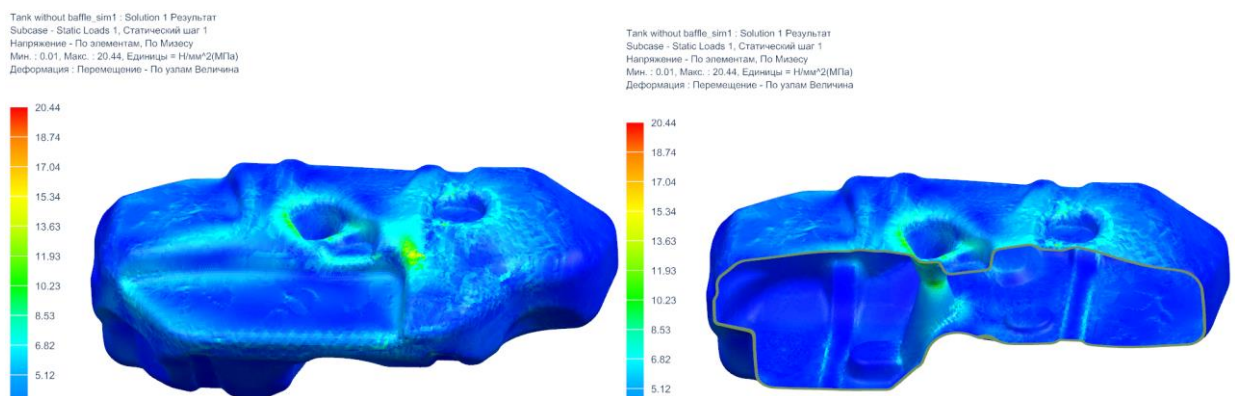 Tank without baffle_sim1 : Solution 1 Результат
Subcase - Static Loads 1, Статический шаг 1
Напряжение - По элементам, По Мизесу
Мин. : 0.01, Макс. : 20.44, Единицы = Н/мм^2(МПа)
Деформация : Перемещение - По узлам Величина
20.44
18.74
17.04
15.34
13.63
11.93
10.23
8.53
6.82
5.12
Tank without baffle_sim1 : Solution 1 Результат
Subcase - Static Loads 1, Статический шаг 1
Напряжение - По элементам, По Мизесу
Мин. : 0.01, Макс. : 20.44, Единицы = Н/мм^2(МПа)
Деформация : Перемещение - По узлам Величина
20.44
18.74
17.04
15.34
13.63
11.93
10.23
8.53
6.82
5.12